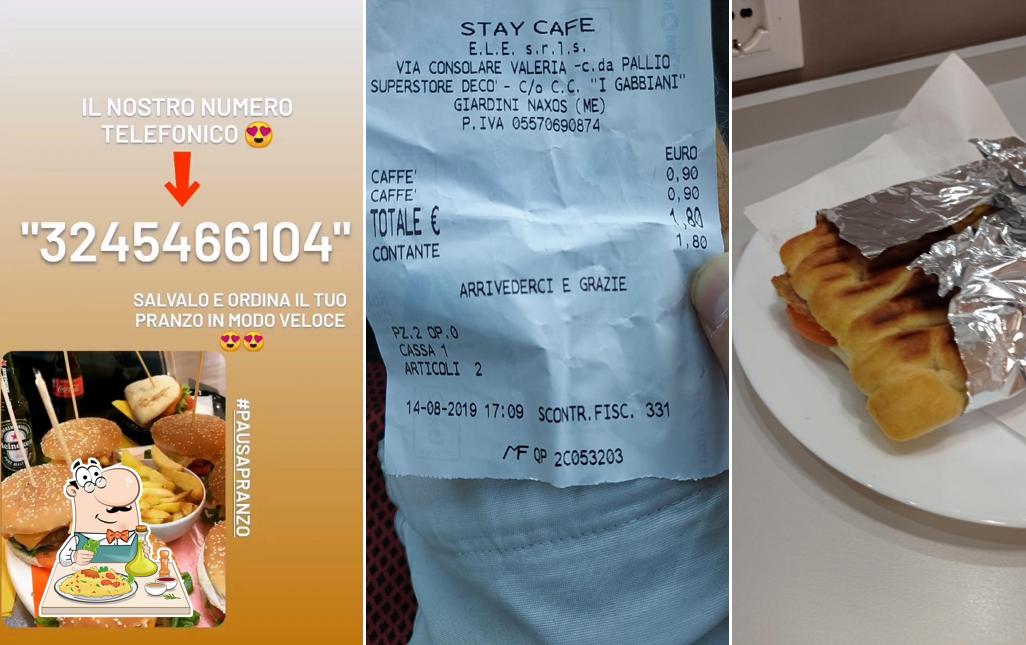 IL NOSTRO NUMERO
TELEFONICO 😍
"3245466104"
SALVALO E ORDINA IL TUO
PRANZO IN MODO VELOCE
😍😍
#PAUSAPRANZO
STAY CAFE
E.L.E. s.r.l.s.
VIA CONSOLARE VALERIA -c.da PALLIO
SUPERSTORE DECO' - C/o C.C. "I GABBIANI"
GIARDINI NAXOS (ME)
P.IVA 05570690874
EURO
CAFFE' 0,90
CAFFE' 0,90
TOTALE € 1,80
CONTANTE 1,80
ARRIVEDERCI E GRAZIE
PZ.2 OP.0
CASSA 1
ARTICOLI 2
14-08-2019 17:09 SCONTR.FISC. 331
MF QP 2C053203